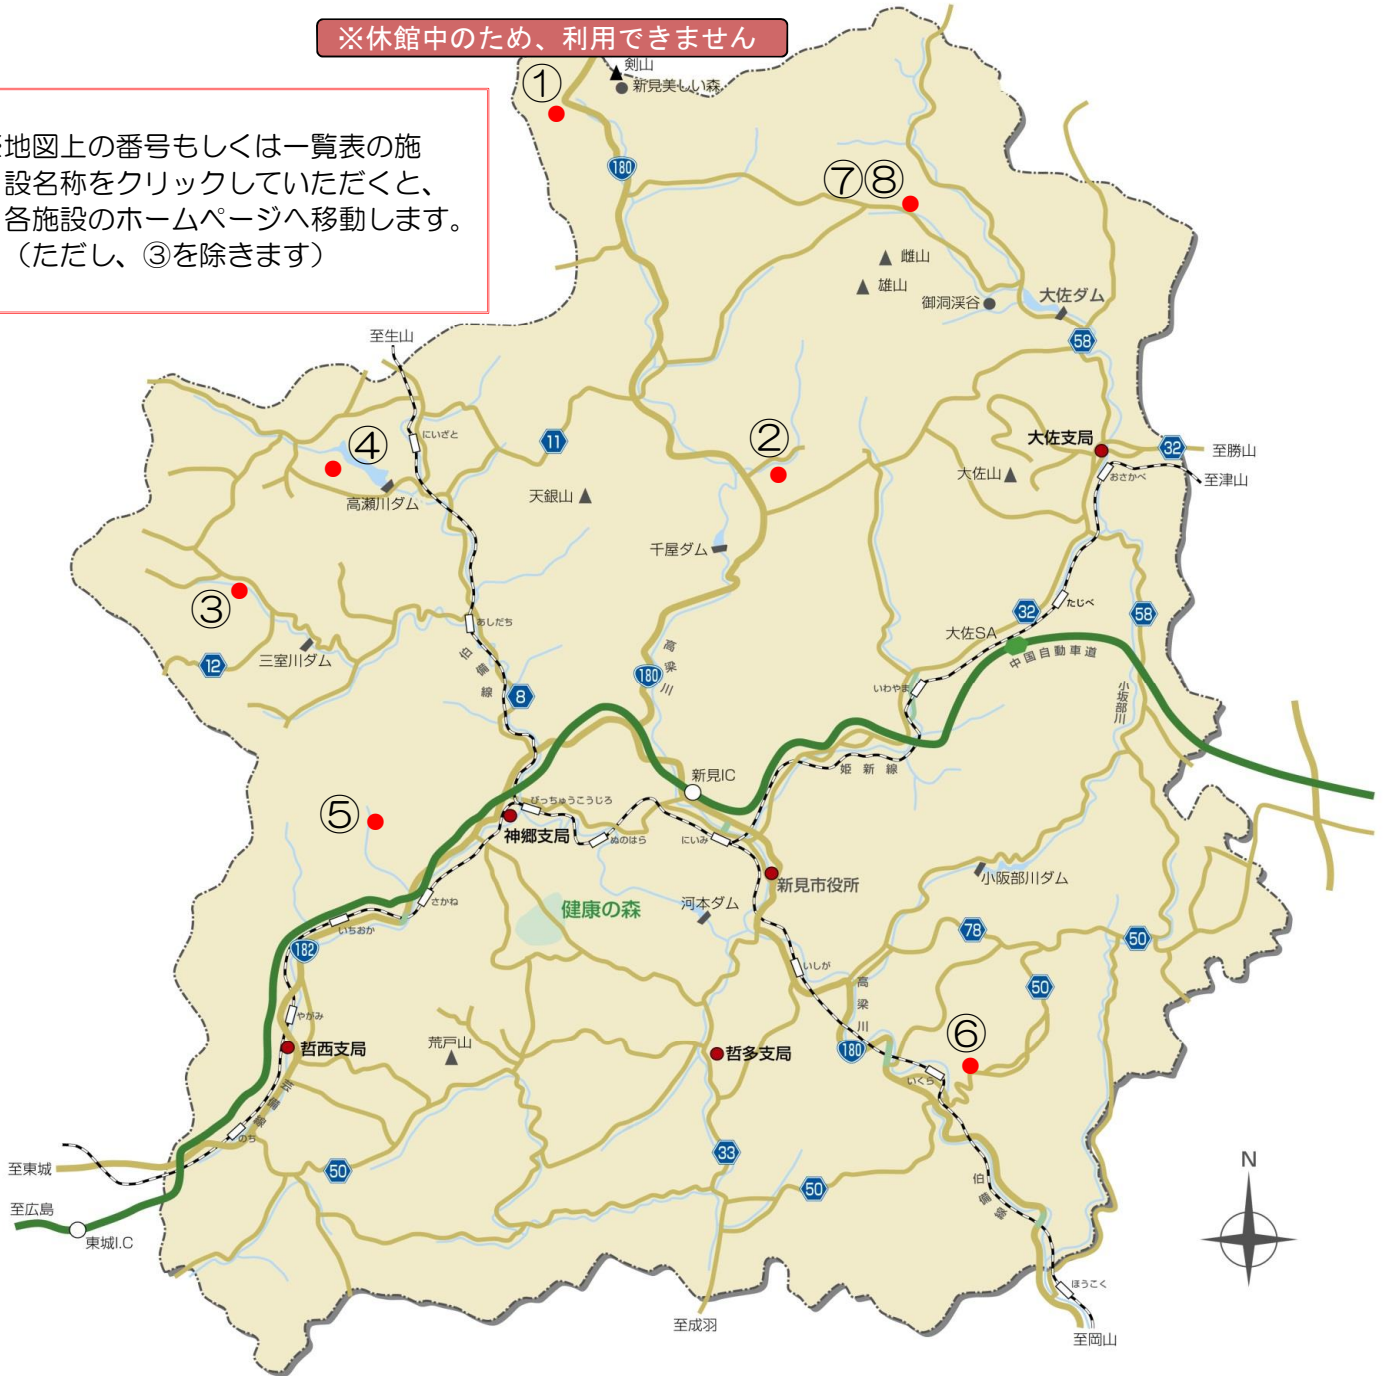 ※休館中のため、利用できません
剣山
新見美しい森
①
地図上の番号もしくは一覧表の施
設名称をクリックしていただくと、
各施設のホームページへ移動します。
（ただし、③を除きます）
180
⑦⑧
雌山
雄山
御洞渓谷
大佐ダム
58
至生山
にいざと
11
④
高瀬川ダム
②
天銀山
千屋ダム
大佐支局
32
至勝山
大佐山
おさかべ
至津山
③
三室川ダム
12
あしだち
伯備線
8
高梁川
180
32
たじべ
58
大佐SA
中国自動車道
いわやま
小坂部川
姫新線
新見IC
⑤
びっちゅうこうじろ
神郷支局
ぬのはら
にいみ
新見市役所
小阪部川ダム
河本ダム
健康の森
さかね
いちおか
182
78
50
いしが
50
高梁川
180
⑥
やがみ
哲西支局
荒戸山
哲多支局
いくら
芸備線
のち
50
33
50
伯備線
至東城
至広島
東城I.C
N
ほうこく
至成羽
至岡山